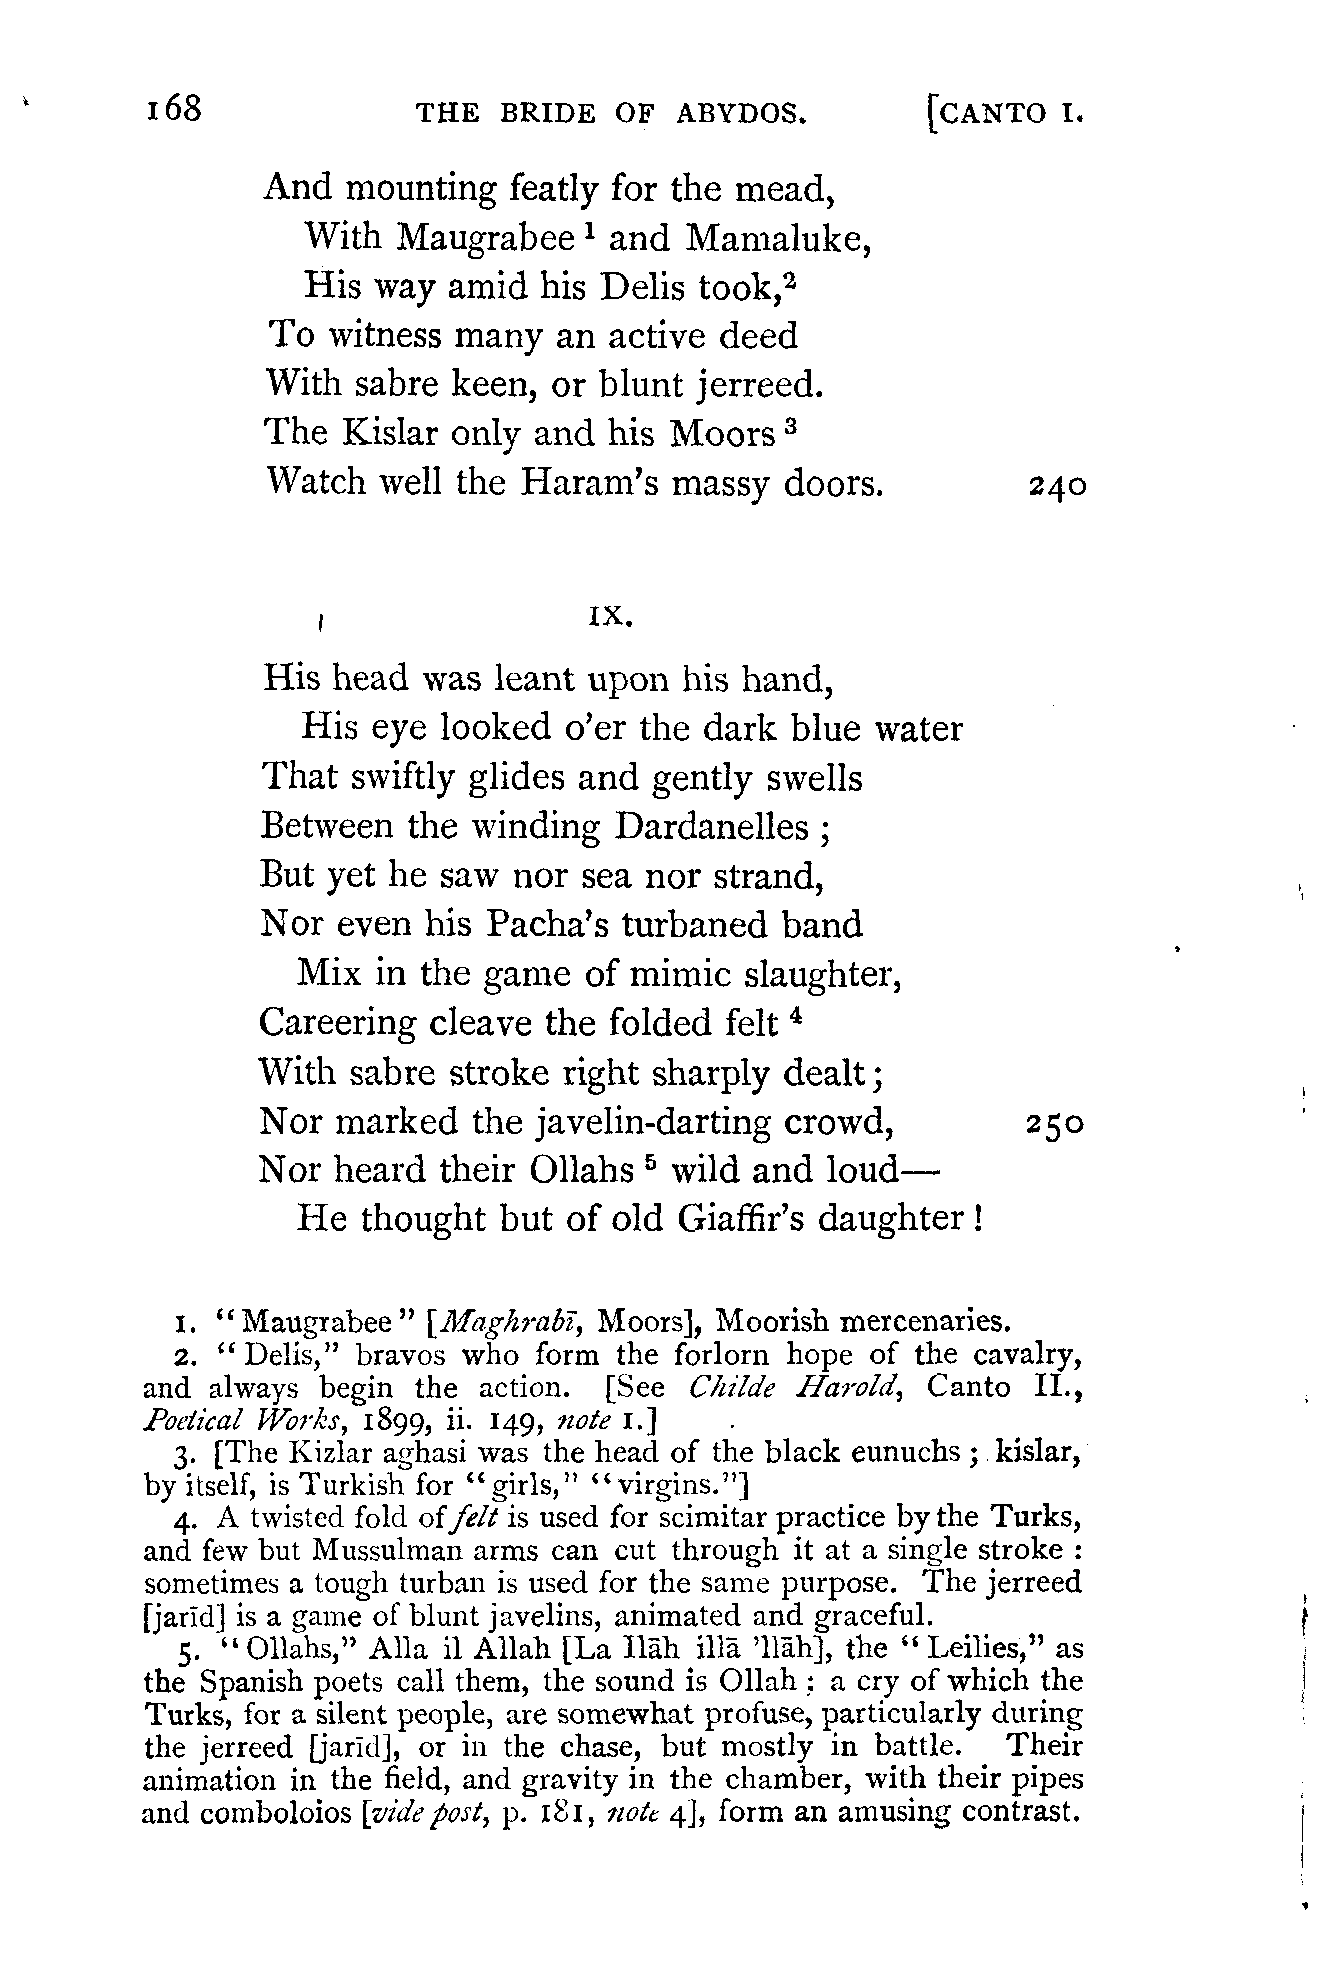 168 THE BRIDE OF ABYDOS. [CANTO I.
And mounting featly for the mead,
With Maugrabee ¹ and Mamaluke,
His way amid his Delis took,²
To witness many an active deed
With sabre keen, or blunt jerreed.
The Kislar only and his Moors ³
Watch well the Haram's massy doors. 240
IX.
His head was leant upon his hand,
His eye looked o'er the dark blue water
That swiftly glides and gently swells
Between the winding Dardanelles ;
But yet he saw nor sea nor strand,
Nor even his Pacha's turbaned band
Mix in the game of mimic slaughter,
Careering cleave the folded felt ⁴
With sabre stroke right sharply dealt ;
Nor marked the javelin-darting crowd, 250
Nor heard their Ollahs ⁵ wild and loud—
He thought but of old Giaffir's daughter !
1. "Maugrabee" [Maghrabī, Moors], Moorish mercenaries.
2. "Delis," bravos who form the forlorn hope of the cavalry,
and always begin the action. [See Childe Harold, Canto II.,
Poetical Works, 1899, ii. 149, note 1.]
3. [The Kizlar aghasi was the head of the black eunuchs ; kislar,
by itself, is Turkish for "girls," "virgins."]
4. A twisted fold of felt is used for scimitar practice by the Turks,
and few but Mussulman arms can cut through it at a single stroke :
sometimes a tough turban is used for the same purpose. The jerreed
[jarīd] is a game of blunt javelins, animated and graceful.
5. "Ollahs," Alla il Allah [La Ilāh illā 'llāh], the "Leilies," as
the Spanish poets call them, the sound is Ollah ; a cry of which the
Turks, for a silent people, are somewhat profuse, particularly during
the jerreed [jarīd], or in the chase, but mostly in battle. Their
animation in the field, and gravity in the chamber, with their pipes
and comboloios [vide post, p. 181, note 4], form an amusing contrast.